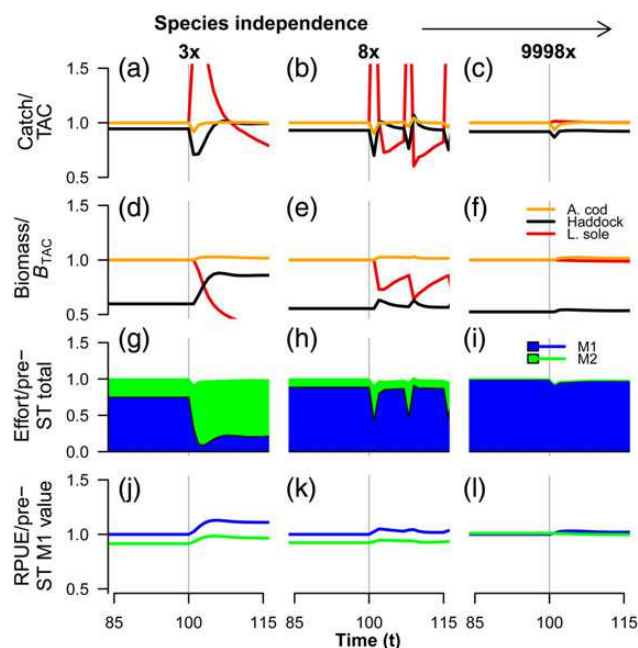 Species independence
3x 8x 9998x
(a) (b) (c)
Catch/
TAC
1.5
1.0
0.5
(d) (e) (f)
Biomass/
BTAC
1.5
1.0
0.5
A. cod
Haddock
L. sole
(g) (h) (i)
Effort/pre-
ST total
1.5
1.0
0.5
0.0
M1
M2
(j) (k) (l)
RPUE/pre-
ST M1 value
1.5
1.0
0.5
85 100 115 85 100 115 85 100 115
Time (t)